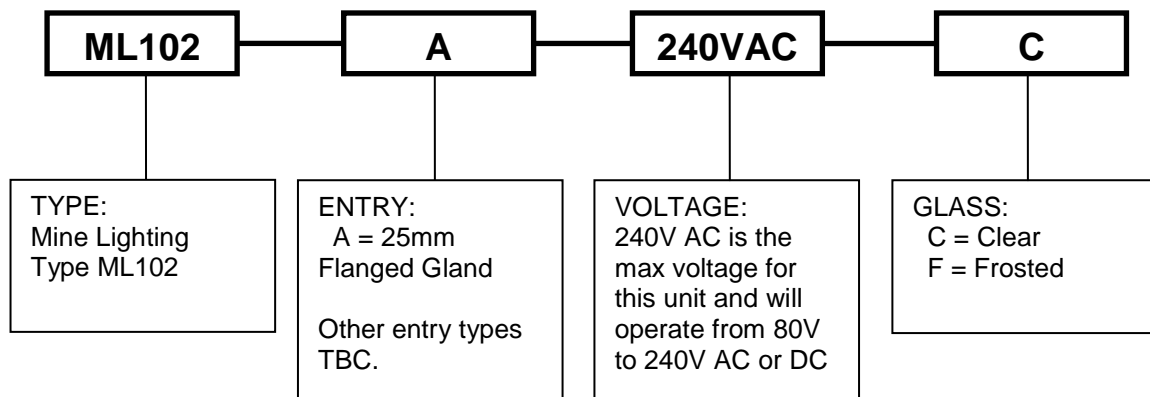 ML102
A
240VAC
C
TYPE:
Mine Lighting
Type ML102
ENTRY:
A = 25mm
Flanged Gland
Other entry types
TBC.
VOLTAGE:
240V AC is the
max voltage for
this unit and will
operate from 80V
to 240V AC or DC
GLASS:
C = Clear
F = Frosted